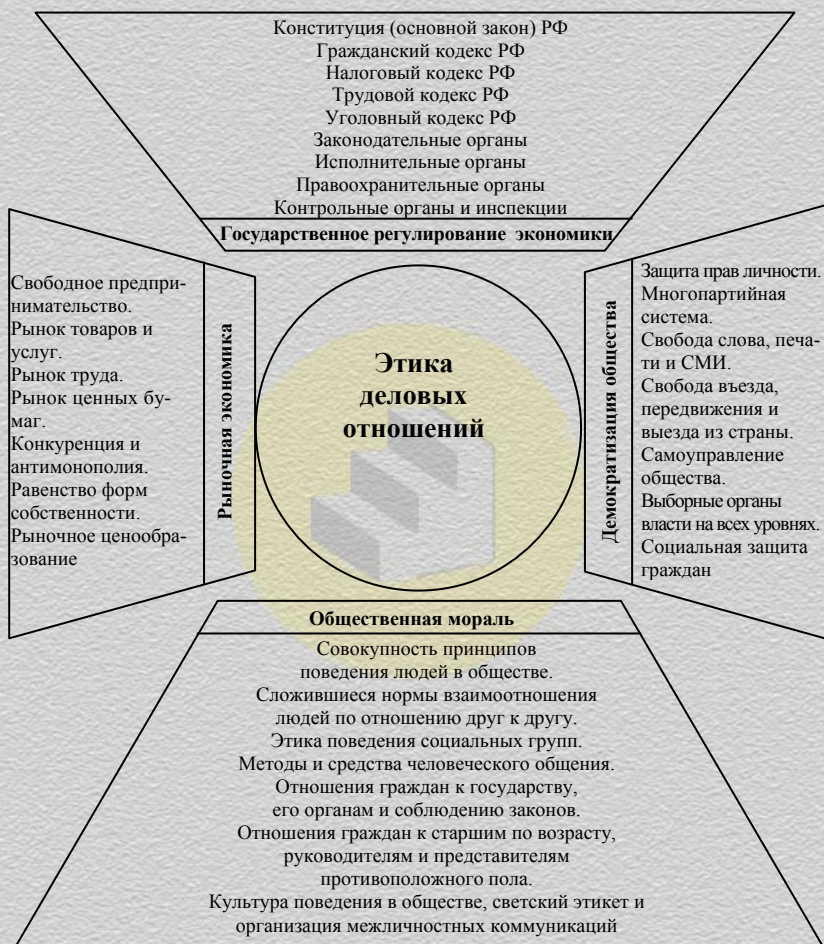 Конституция (основной закон) РФ
Гражданский кодекс РФ
Налоговый кодекс РФ
Трудовой кодекс РФ
Уголовный кодекс РФ
Законодательные органы
Исполнительные органы
Правоохранительные органы
Контрольные органы и инспекции
Государственное регулирование экономики
Свободное предпри-
нимательство.
Рынок товаров и
услуг.
Рынок труда.
Рынок ценных бу-
маг.
Конкуренция и
антимонополия.
Равенство форм
собственности.
Рыночное ценообра-
зование
Рыночная экономика
Этика
деловых
отношений
Демократизация общества
Защита прав личности.
Многопартийная
система.
Свобода слова, печа-
ти и СМИ.
Свобода въезда,
передвижения и
выезда из страны.
Самоуправление
общества.
Выборные органы
власти на всех уровнях.
Социальная защита
граждан
Общественная мораль
Совокупность принципов
поведения людей в обществе.
Сложившиеся нормы взаимоотношения
людей по отношению друг к другу.
Этика поведения социальных групп.
Методы и средства человеческого общения.
Отношения граждан к государству,
его органам и соблюдению законов.
Отношения граждан к старшим по возрасту,
руководителям и представителям
противоположного пола.
Культура поведения в обществе, светский этикет и
организация межличностных коммуникаций